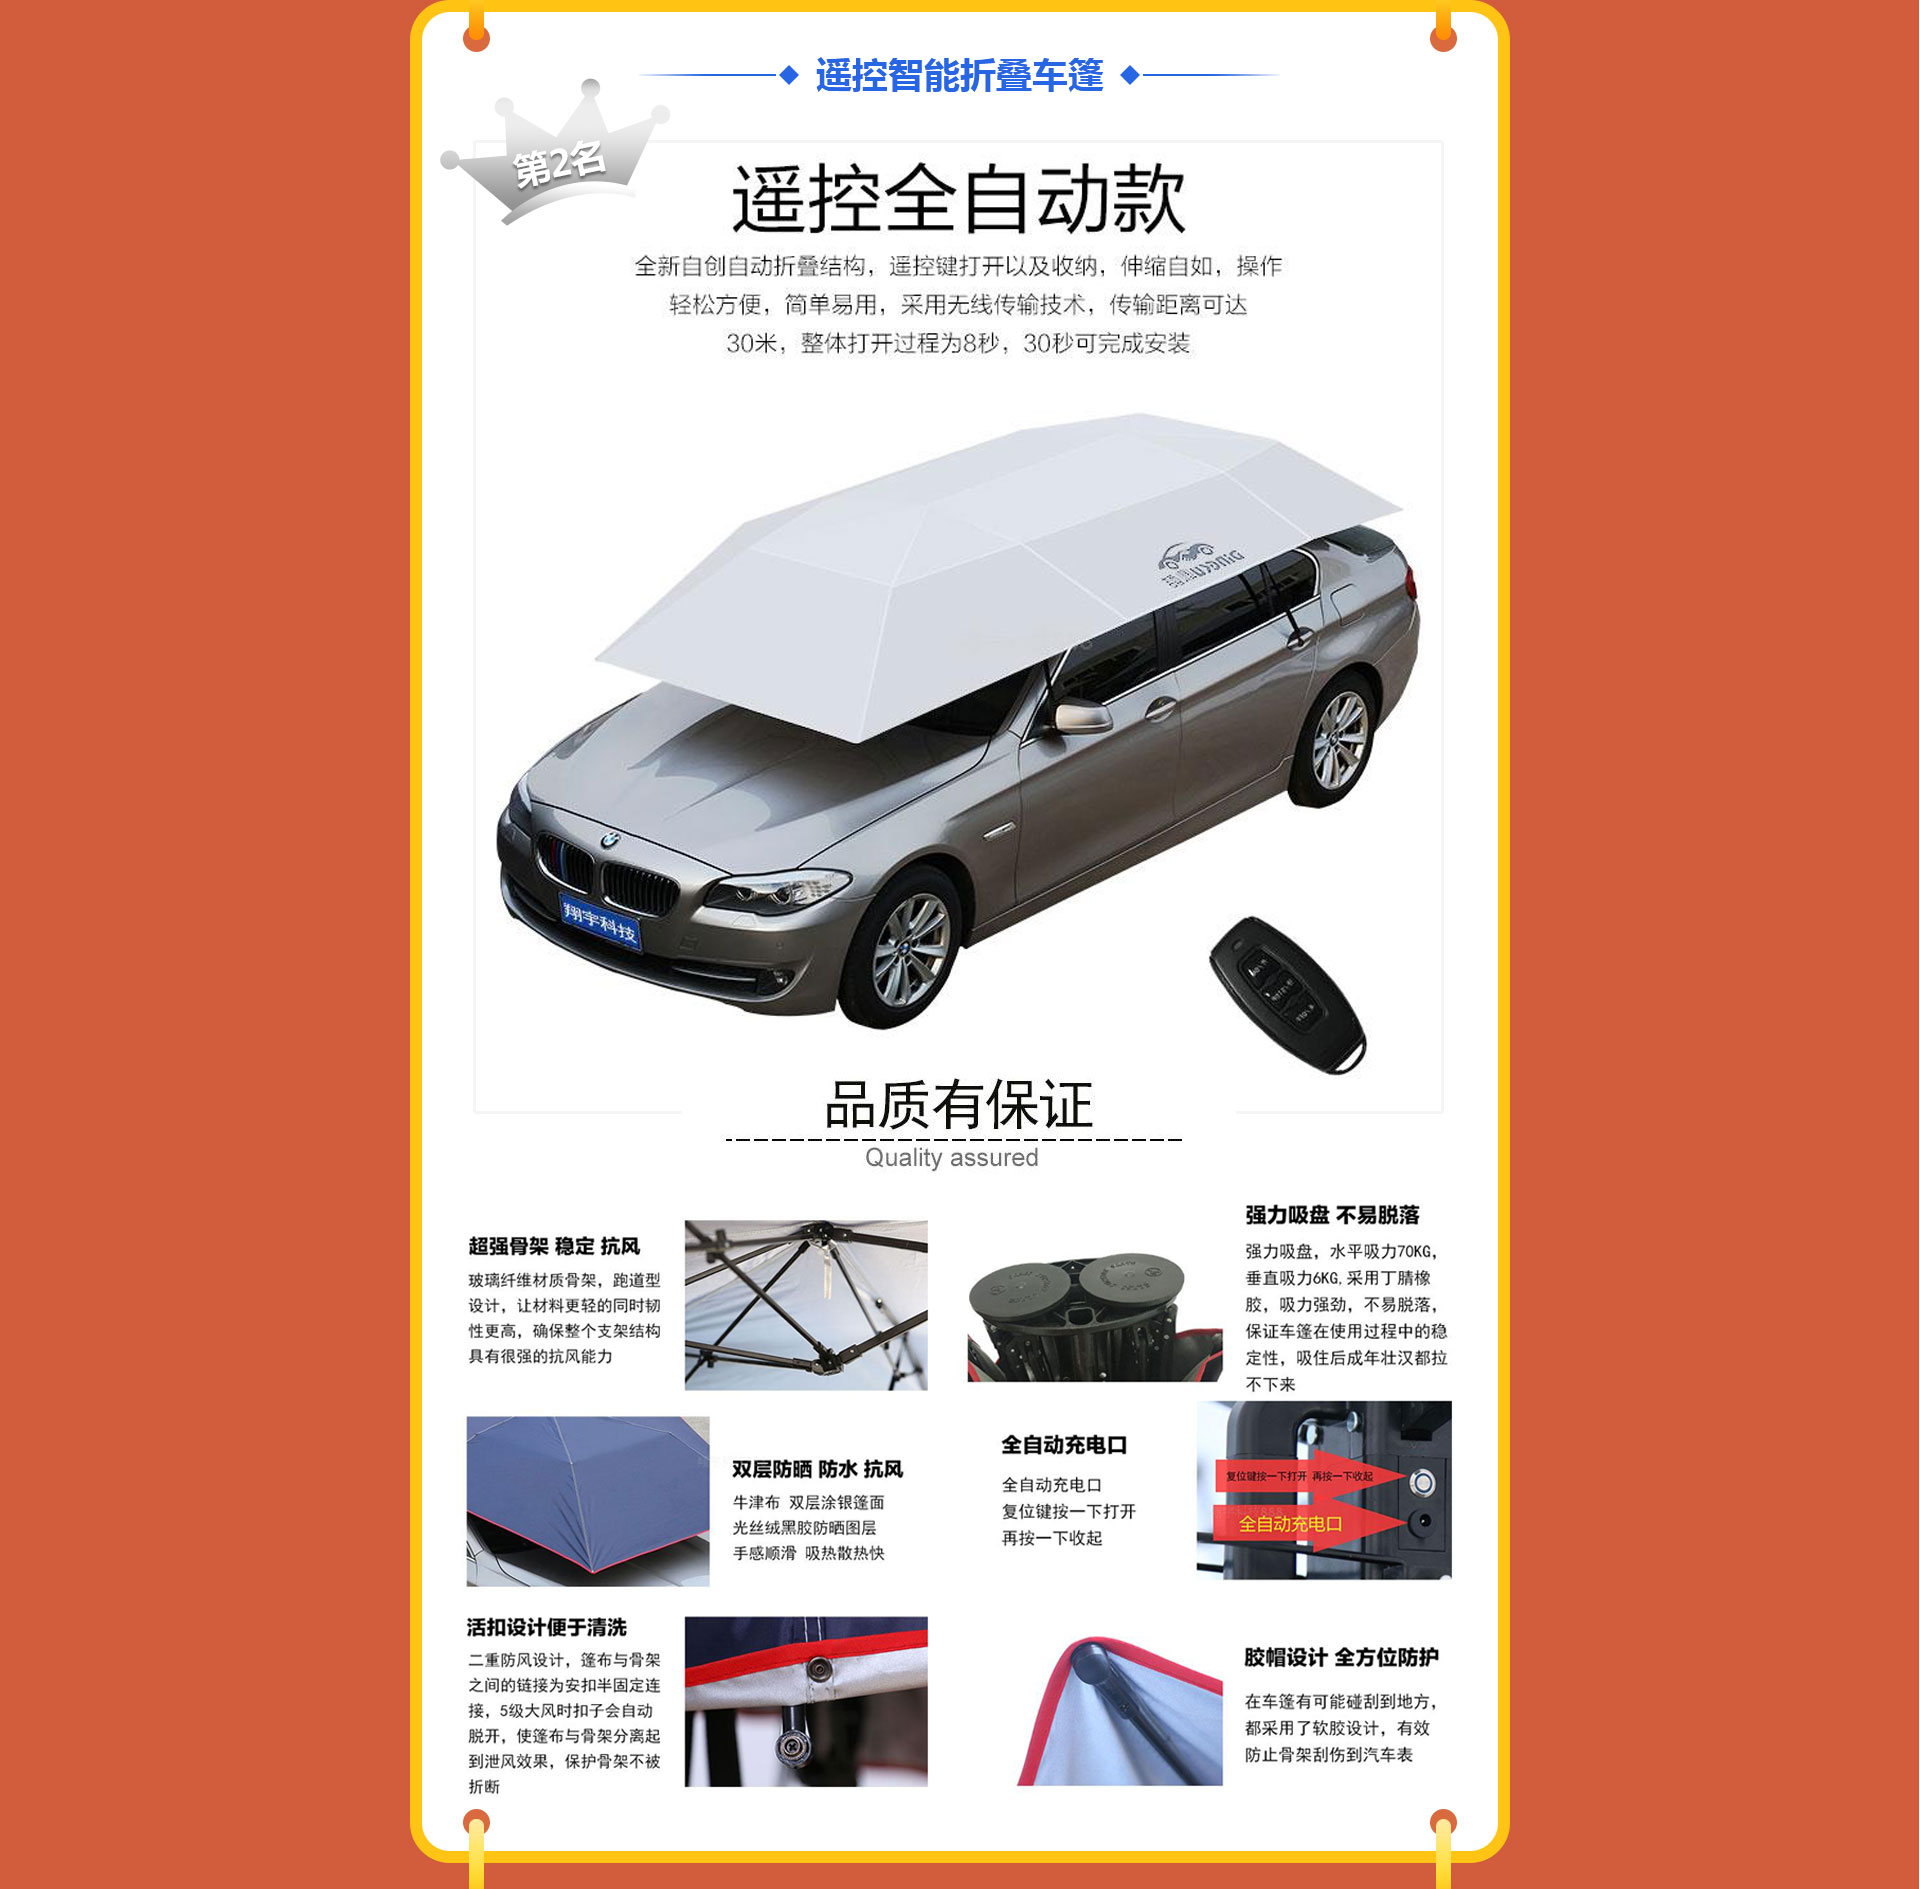 遥控智能折叠车篷
第2名
遥控全自动款
全新自创自动折叠结构，遥控键打开以及收纳，伸缩自如，操作
轻松方便，简单易用，采用无线传输技术，传输距离可达
30米，整体打开过程为8秒，30秒可完成安装
翔宇科技
品质有保证
Quality assured
超强骨架 稳定 抗风
玻璃纤维材质骨架，跑道型
设计，让材料更轻的同时韧
性更高，确保整个支架结构
具有很强的抗风能力
强力吸盘 不易脱落
强力吸盘，水平吸力70KG，
垂直吸力6KG,采用丁腈橡
胶，吸力强劲，不易脱落，
保证车篷在使用过程中的稳
定性，吸住后成年壮汉都拉
不下来
双层防晒 防水 抗风
牛津布 双层涂银篷面
光丝绒黑胶防晒图层
手感顺滑 吸热散热快
全自动充电口
全自动充电口
复位键按一下打开
再按一下收起
复位键按一下打开 再按一下收起
全自动充电口
活扣设计便于清洗
二重防风设计，篷布与骨架
之间的链接为安扣半固定连
接，5级大风时扣子会自动
脱开，使篷布与骨架分离起
到泄风效果，保护骨架不被
折断
胶帽设计 全方位防护
在车篷有可能碰刮到地方，
都采用了软胶设计，有效
防止骨架刮伤到汽车表